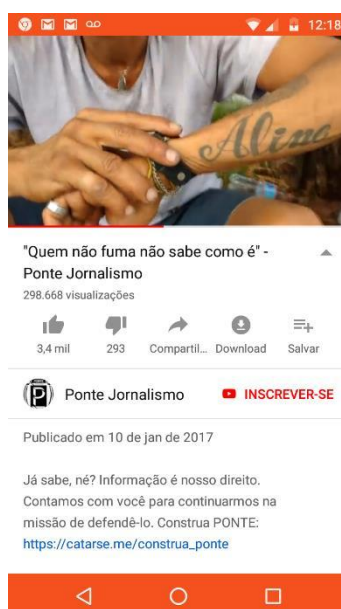 12:18
Aline
"Quem não fuma não sabe como é" -
Ponte Jornalismo
298.668 visualizações
3,4 mil 293 Compartil... Download Salvar
Ponte Jornalismo INSCREVER-SE
Publicado em 10 de jan de 2017
Já sabe, né? Informação é nosso direito.
Contamos com você para continuarmos na
missão de defendê-lo. Construa PONTE:
https://catarse.me/construa_ponte